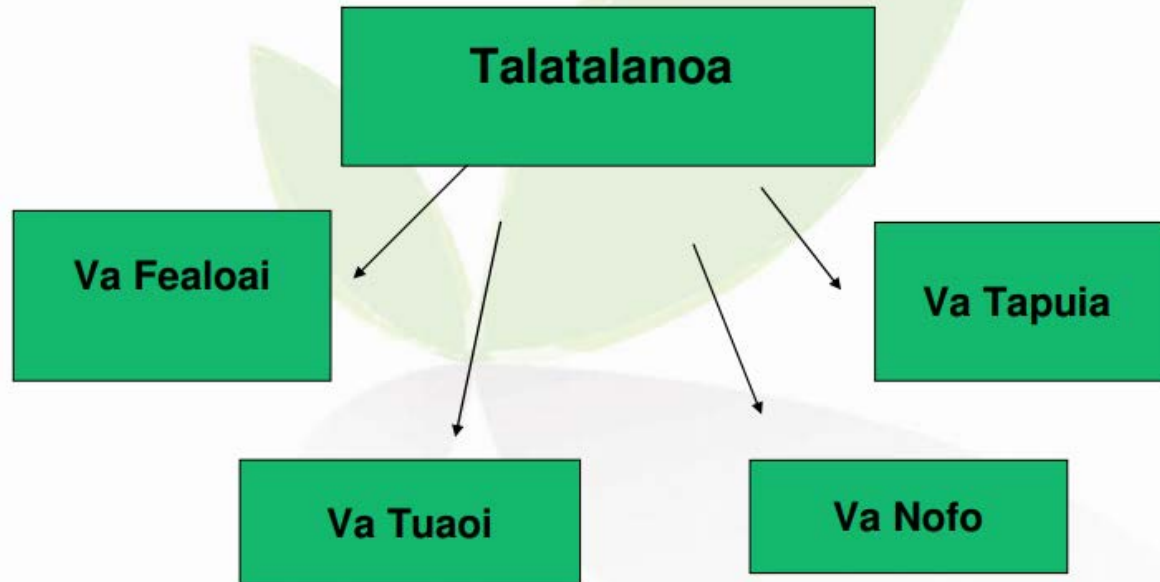 Talatalanoa
Va Fealoai
Va Tapuia
Va Tuaoi
Va Nofo